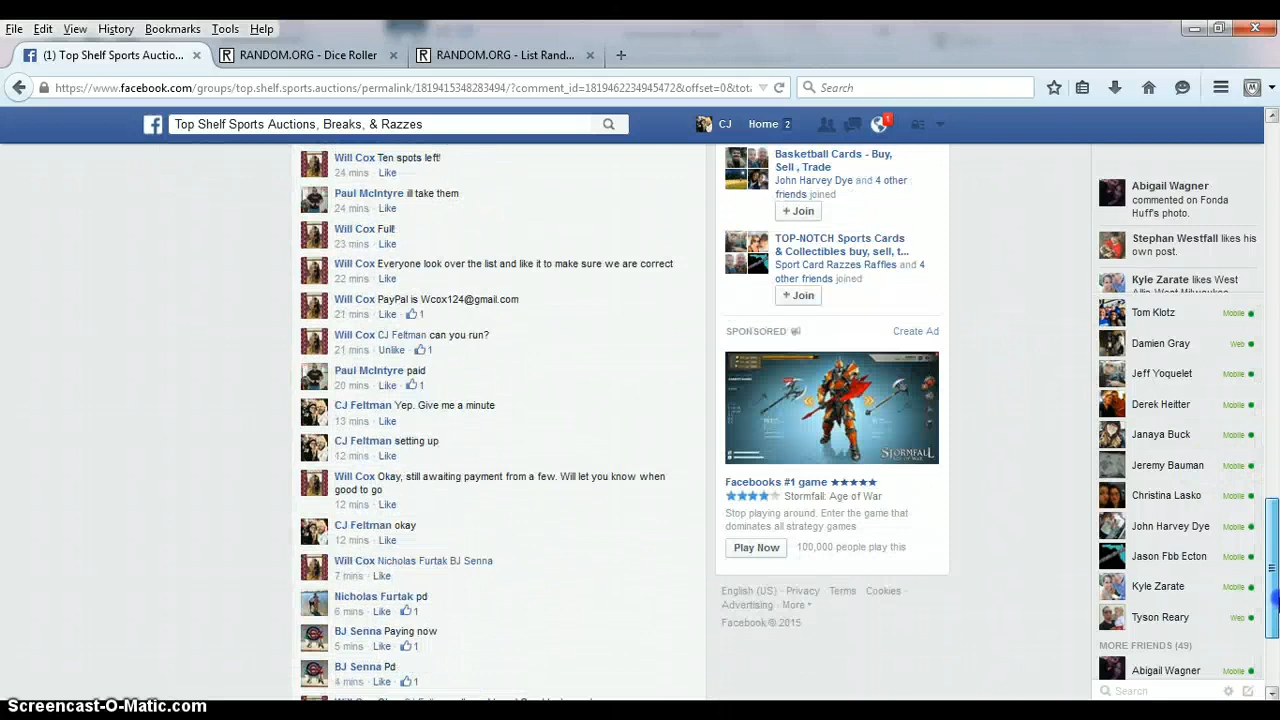 File Edit View History Bookmarks Tools Help
(1) Top Shelf Sports Auctio... × RANDOM.ORG - Dice Roller × RANDOM.ORG - List Rand... × +
https://www.facebook.com/groups/top.shelf.sports.auctions/permalink/1819415348283494/?comment_id=1819462234945472&offset=0&tota
Search
Top Shelf Sports Auctions, Breaks, & Razzes
CJ Home 2
1
Will Cox Ten spots left!
24 mins · Like
Paul McIntyre ill take them
24 mins · Like
Will Cox Full!
23 mins · Like
Will Cox Everyone look over the list and like it to make sure we are correct
22 mins · Like
Will Cox PayPal is Wcox124@gmail.com
21 mins · Like · 1
Will Cox CJ Feltman can you run?
21 mins · Unlike · 1
Paul McIntyre paid
20 mins · Like · 1
CJ Feltman Yep. Give me a minute
13 mins · Like
CJ Feltman setting up
12 mins · Like
Will Cox Okay, still awaiting payment from a few. Will let you know when
good to go
12 mins · Like
CJ Feltman okay
12 mins · Like
Will Cox Nicholas Furtak BJ Senna
7 mins · Like
Nicholas Furtak pd
6 mins · Like · 1
BJ Senna Paying now
5 mins · Like · 1
BJ Senna Pd
4 mins · Like · 1
Basketball Cards - Buy,
Sell , Trade
John Harvey Dye and 4 other
friends joined
+ Join
TOP-NOTCH Sports Cards
& Collectibles buy, sell, t...
Sport Card Razzes Raffles and 4
other friends joined
+ Join
SPONSORED Create Ad
STORMFALL
AGE OF WAR
Facebooks #1 game ★★★★★
★★★★☆ Stormfall: Age of War
Stop playing around. Enter the game that
dominates all strategy games
Play Now 100,000 people play this
English (US) · Privacy · Terms · Cookies ·
Advertising · More
Facebook © 2015
Abigail Wagner
commented on Fonda
Huff's photo.
Stephan Westfall likes his
own post.
Kyle Zarate likes West
Tom Klotz Mobile
Damien Gray Web
Jeff Yoquelet Mobile
Derek Heitter Mobile
Janaya Buck Mobile
Jeremy Bauman Mobile
Christina Lasko Mobile
John Harvey Dye Mobile
Jason Fbb Ecton Mobile
Kyle Zarate Mobile
Tyson Reary Web
MORE FRIENDS (49)
Abigail Wagner Mobile
Search
Screencast-O-Matic.com